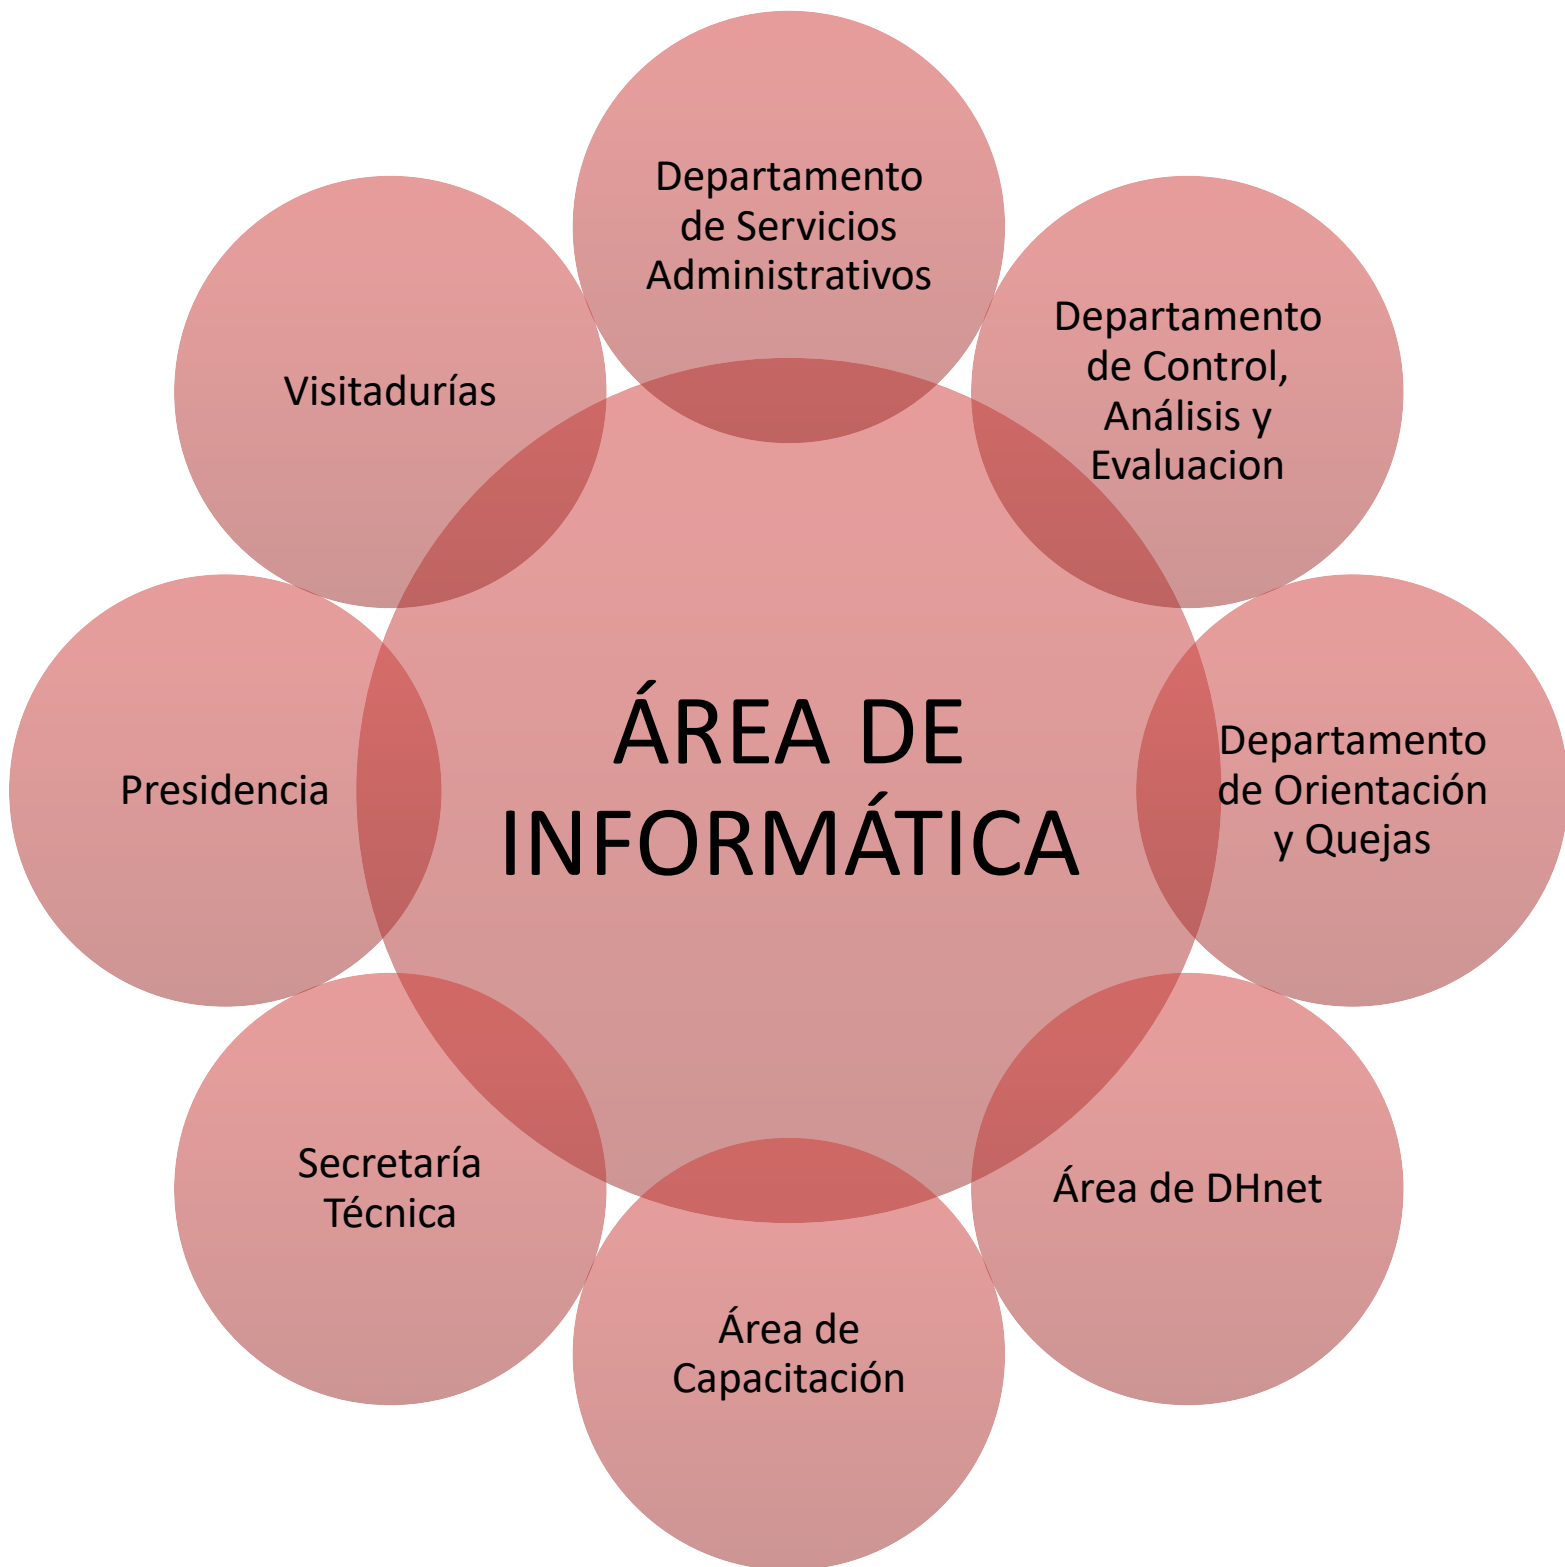 Departamento
de Servicios
Administrativos
Departamento
de Control,
Análisis y
Evaluacion
Departamento
de Orientación
y Quejas
Área de DHnet
Área de
Capacitación
Secretaría
Técnica
Presidencia
Visitadurías
ÁREA DE
INFORMÁTICA